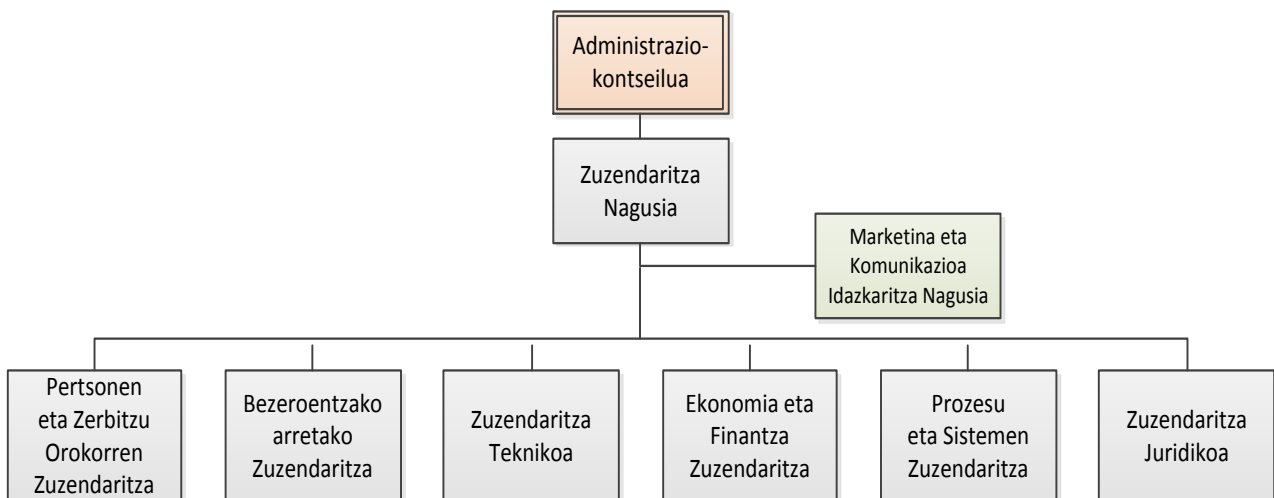 Administrazio-
kontseilua
Zuzendaritza
Nagusia
Marketina eta
Komunikazioa
Idazkaritza Nagusia
Pertsonen
eta Zerbitzu
Orokorren
Zuzendaritza
Bezeroentzako
arretako
Zuzendaritza
Zuzendaritza
Teknikoa
Ekonomia eta
Finantza
Zuzendaritza
Prozesu
eta Sistemen
Zuzendaritza
Zuzendaritza
Juridikoa